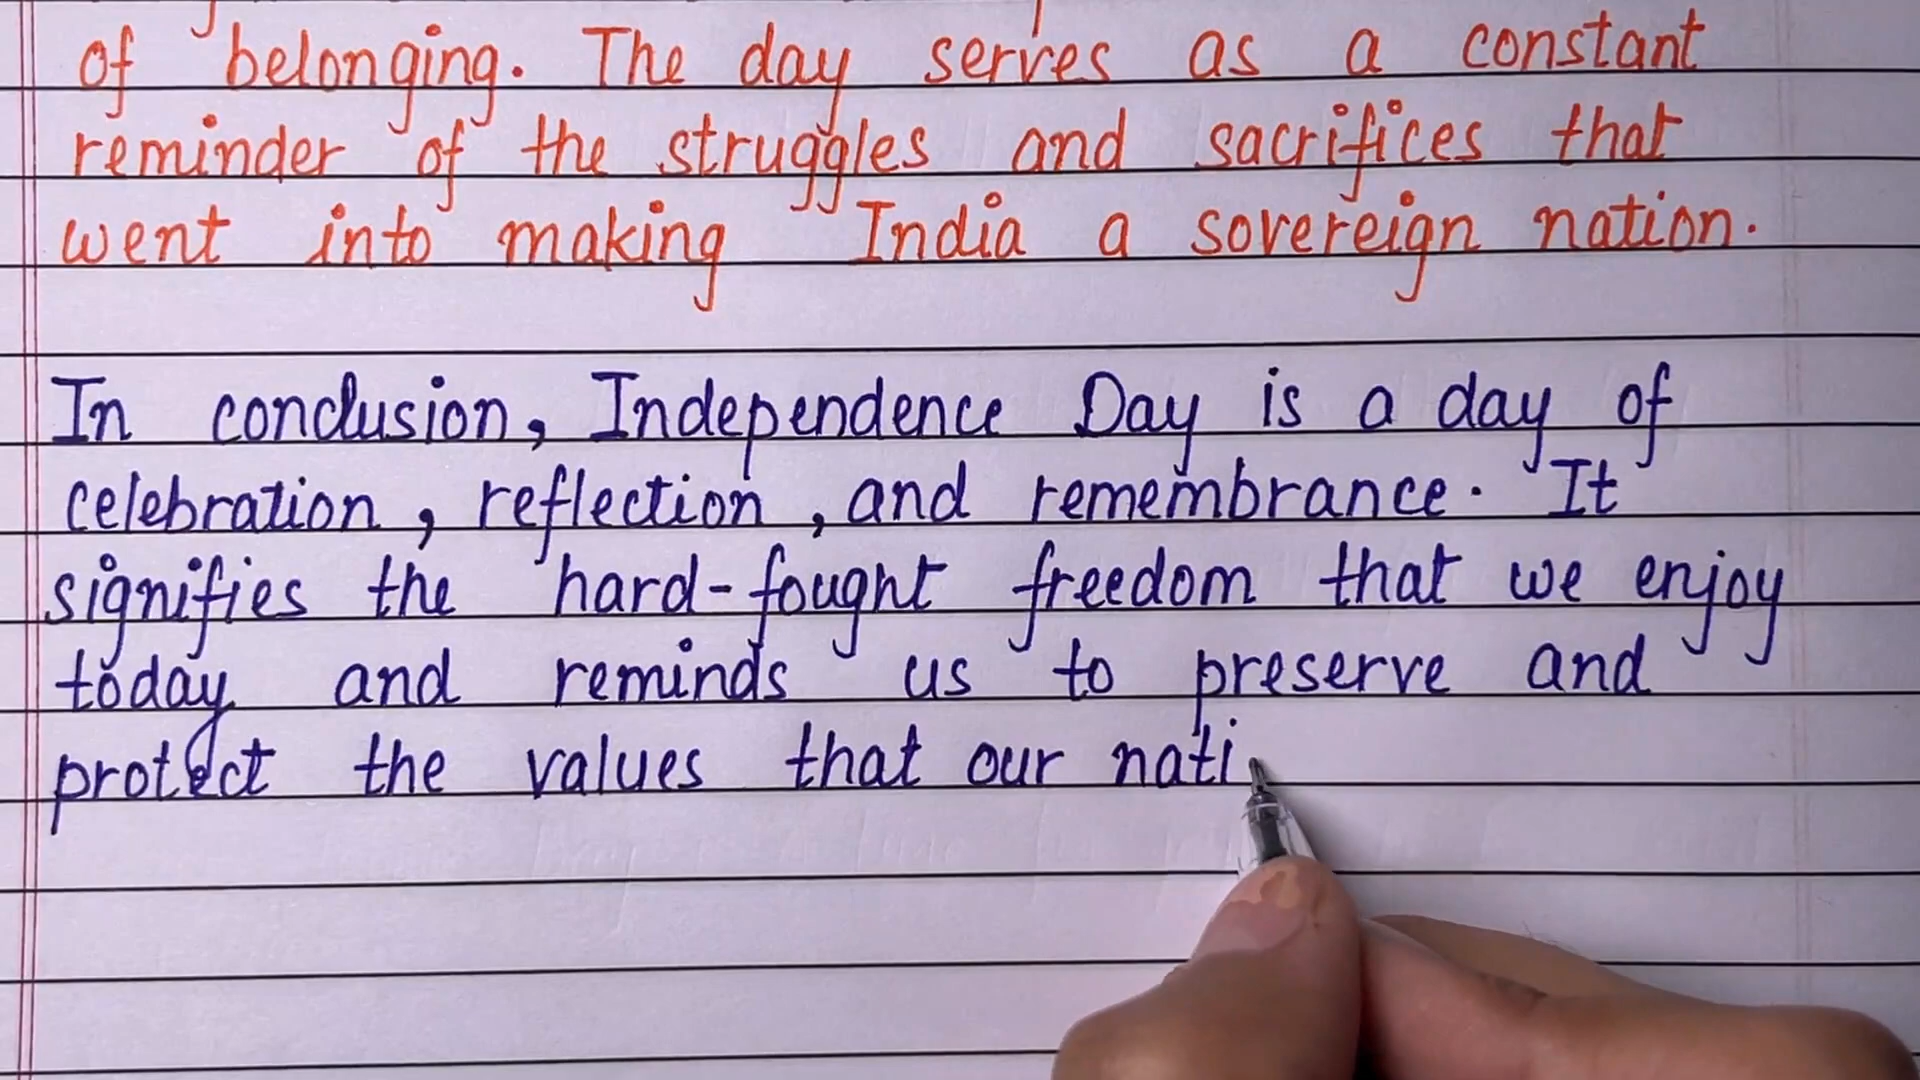 of belonging. The day serves as a constant
reminder of the struggles and sacrifices that
went into making India a sovereign nation.
In conclusion, Independence Day is a day of
celebration, reflection, and remembrance. It
signifies the hard-fought freedom that we enjoy
today and reminds us to preserve and
protect the values that our nati